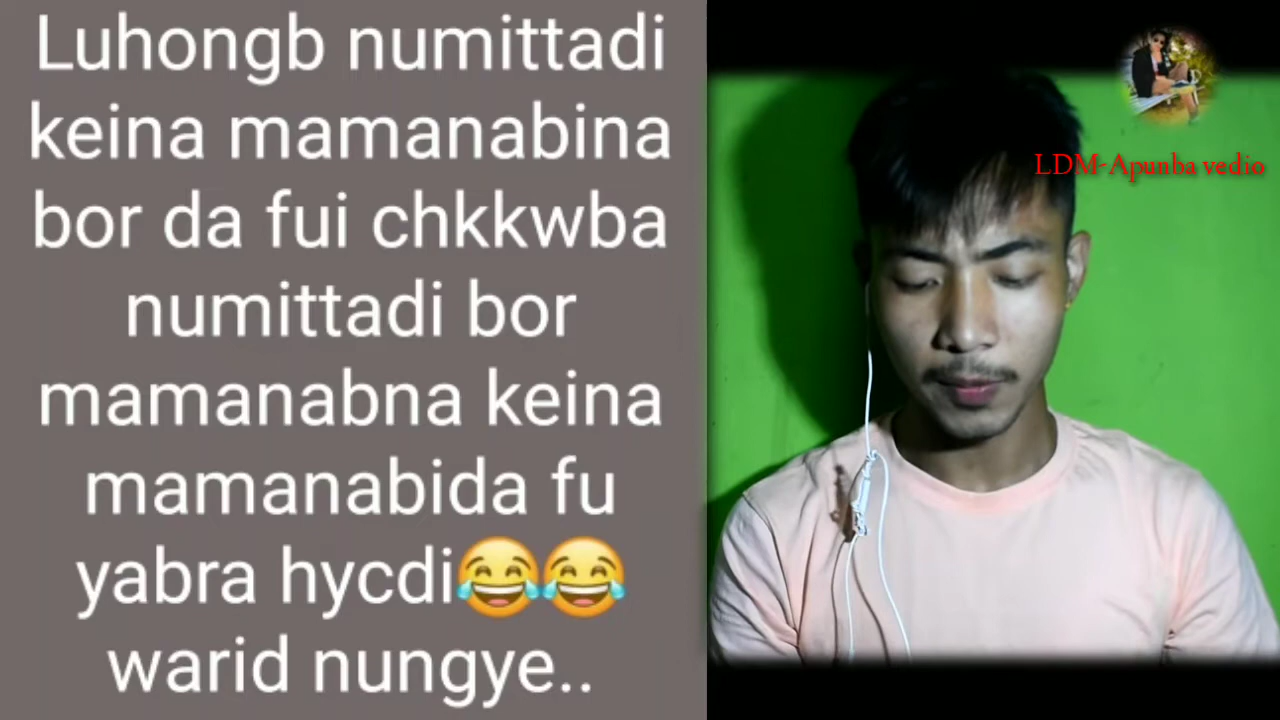 Luhongb numittadi
keina mamanabina
bor da fui chkkwba
numittadi bor
mamanabna keina
mamanabida fu
yabra hycdi😂😂
warid nungye..
LDM-Apunba vedio